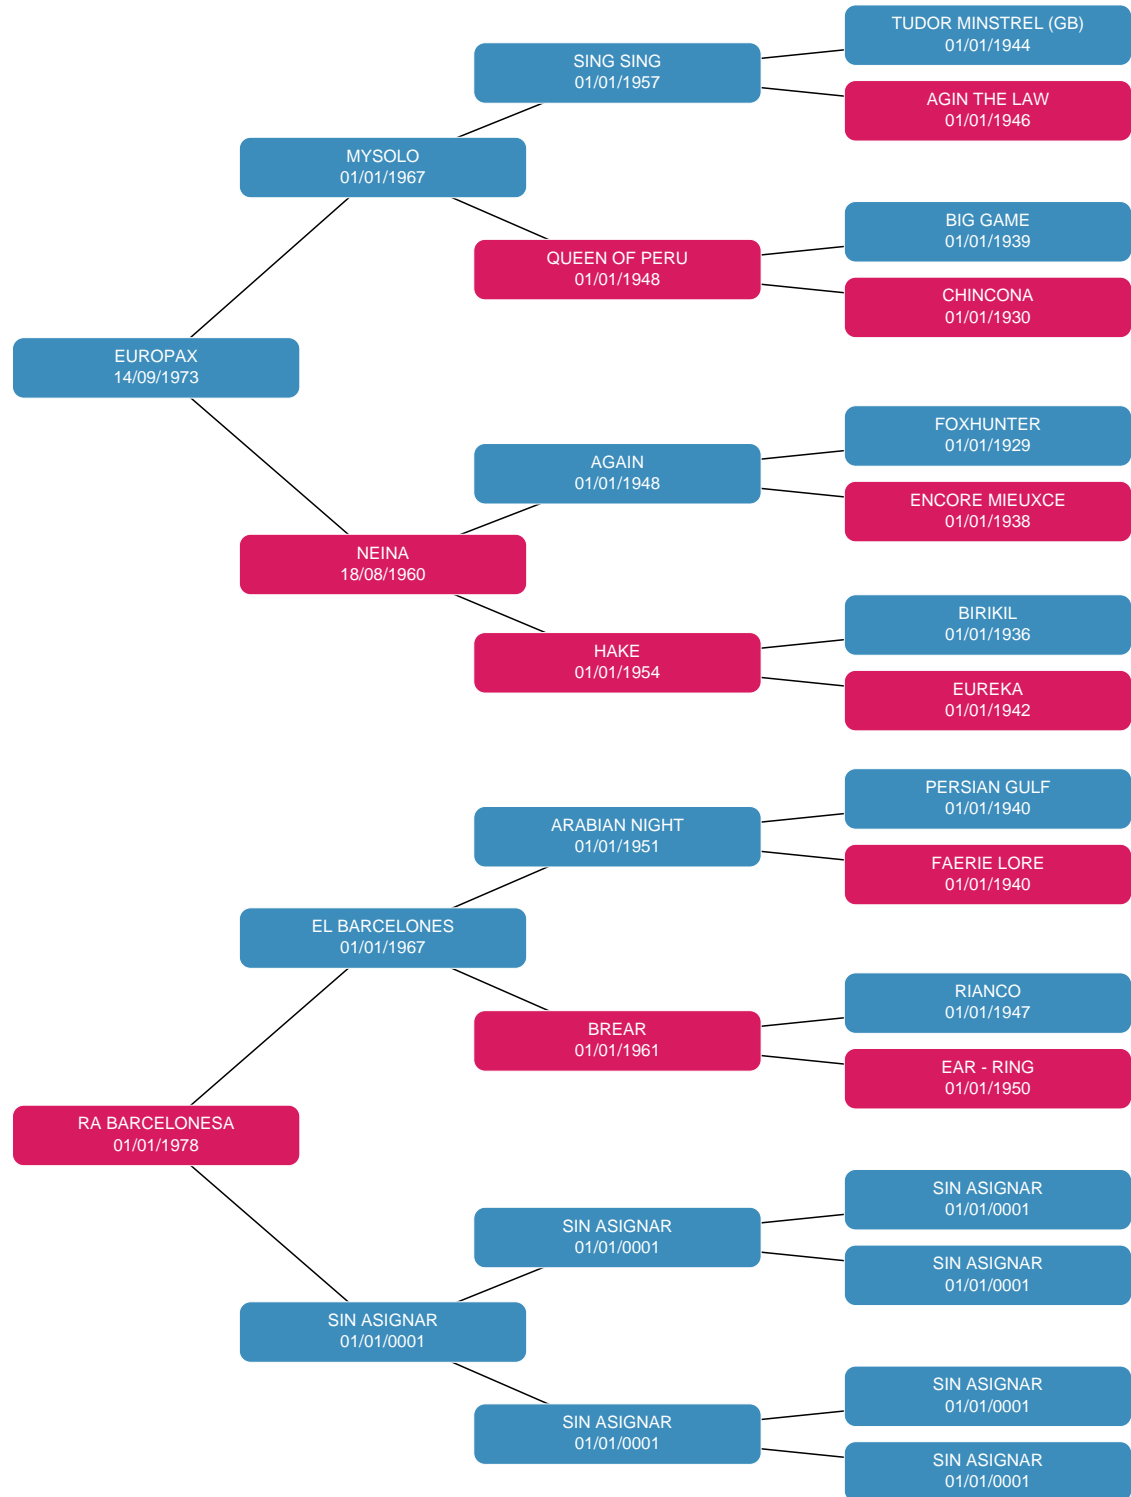 TUDOR MINSTREL (GB)
01/01/1944
SING SING
01/01/1957
AGIN THE LAW
01/01/1946
MYSOLO
01/01/1967
BIG GAME
01/01/1939
QUEEN OF PERU
01/01/1948
CHINCONA
01/01/1930
EUROPAX
14/09/1973
FOXHUNTER
01/01/1929
AGAIN
01/01/1948
ENCORE MIEUXCE
01/01/1938
NEINA
18/08/1960
BIRIKIL
01/01/1936
HAKE
01/01/1954
EUREKA
01/01/1942
PERSIAN GULF
01/01/1940
ARABIAN NIGHT
01/01/1951
FAERIE LORE
01/01/1940
EL BARCELONES
01/01/1967
RIANCO
01/01/1947
BREAR
01/01/1961
EAR - RING
01/01/1950
RA BARCELONESA
01/01/1978
SIN ASIGNAR
01/01/0001
SIN ASIGNAR
01/01/0001
SIN ASIGNAR
01/01/0001
SIN ASIGNAR
01/01/0001
SIN ASIGNAR
01/01/0001
SIN ASIGNAR
01/01/0001
SIN ASIGNAR
01/01/0001